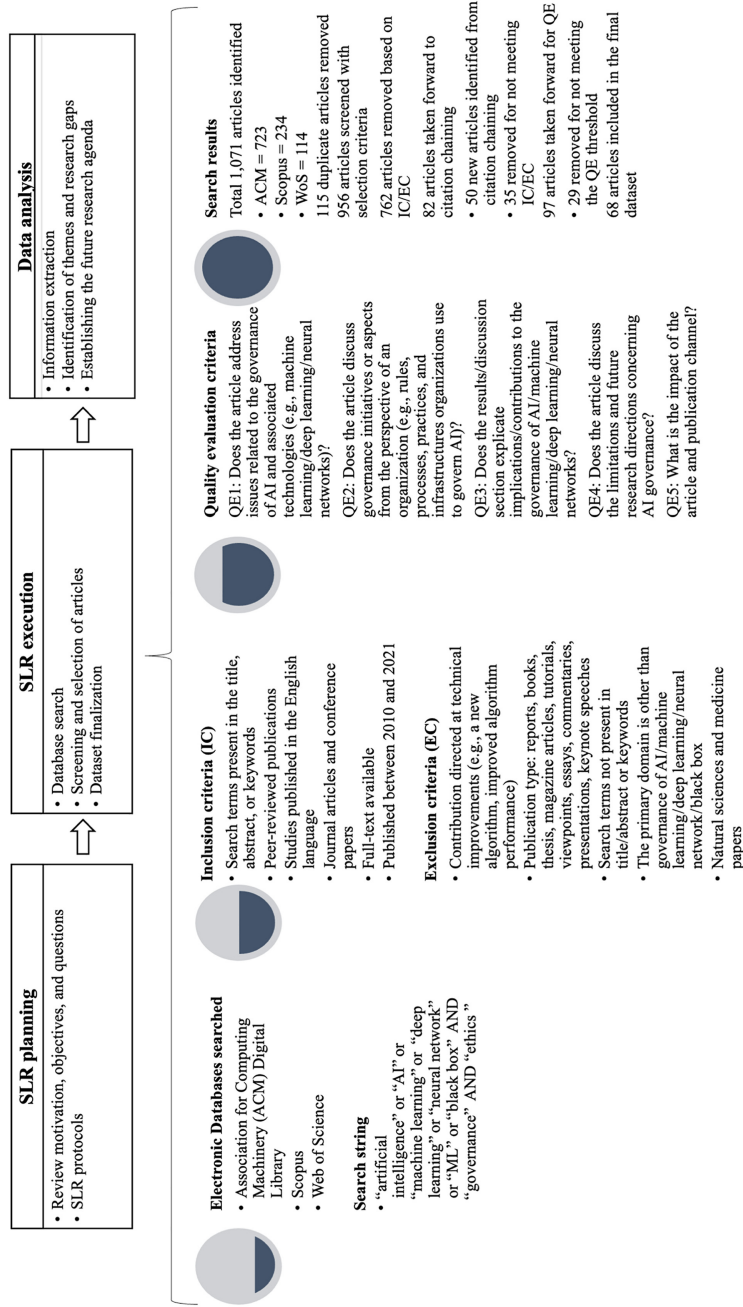 SLR planning
• Review motivation, objectives, and questions
• SLR protocols
SLR execution
• Database search
• Screening and selection of articles
• Dataset finalization
Data analysis
• Information extraction
• Identification of themes and research gaps
• Establishing the future research agenda
Electronic Databases searched
• Association for Computing
Machinery (ACM) Digital
Library
• Scopus
• Web of Science
Search string
• “artificial
intelligence” or “AI” or
“machine learning” or “deep
learning” or “neural network”
or “ML” or “black box” AND
“governance” AND “ethics ”
Inclusion criteria (IC)
• Search terms present in the title,
abstract, or keywords
• Peer-reviewed publications
• Studies published in the English
language
• Journal articles and conference
papers
• Full-text available
• Published between 2010 and 2021
Exclusion criteria (EC)
• Contribution directed at technical
improvements (e.g., a new
algorithm, improved algorithm
performance)
• Publication type: reports, books,
thesis, magazine articles, tutorials,
viewpoints, essays, commentaries,
presentations, keynote speeches
• Search terms not present in
title/abstract or keywords
• The primary domain is other than
governance of AI/machine
learning/deep learning/neural
network/black box
• Natural sciences and medicine
papers
Quality evaluation criteria
QE1: Does the article address
issues related to the governance
of AI and associated
technologies (e.g., machine
learning/deep learning/neural
networks)?
QE2: Does the article discuss
governance initiatives or aspects
from the perspective of an
organization (e.g., rules,
processes, practices, and
infrastructures organizations use
to govern AI)?
QE3: Does the results/discussion
section explicate
implications/contributions to the
governance of AI/machine
learning/deep learning/neural
networks?
QE4: Does the article discuss
the limitations and future
research directions concerning
AI governance?
QE5: What is the impact of the
article and publication channel?
Search results
Total 1,071 articles identified
• ACM = 723
• Scopus = 234
• WoS = 114
115 duplicate articles removed
956 articles screened with
selection criteria
762 articles removed based on
IC/EC
82 articles taken forward to
citation chaining
• 50 new articles identified from
citation chaining
• 35 removed for not meeting
IC/EC
97 articles taken forward for QE
• 29 removed for not meeting
the QE threshold
68 articles included in the final
dataset